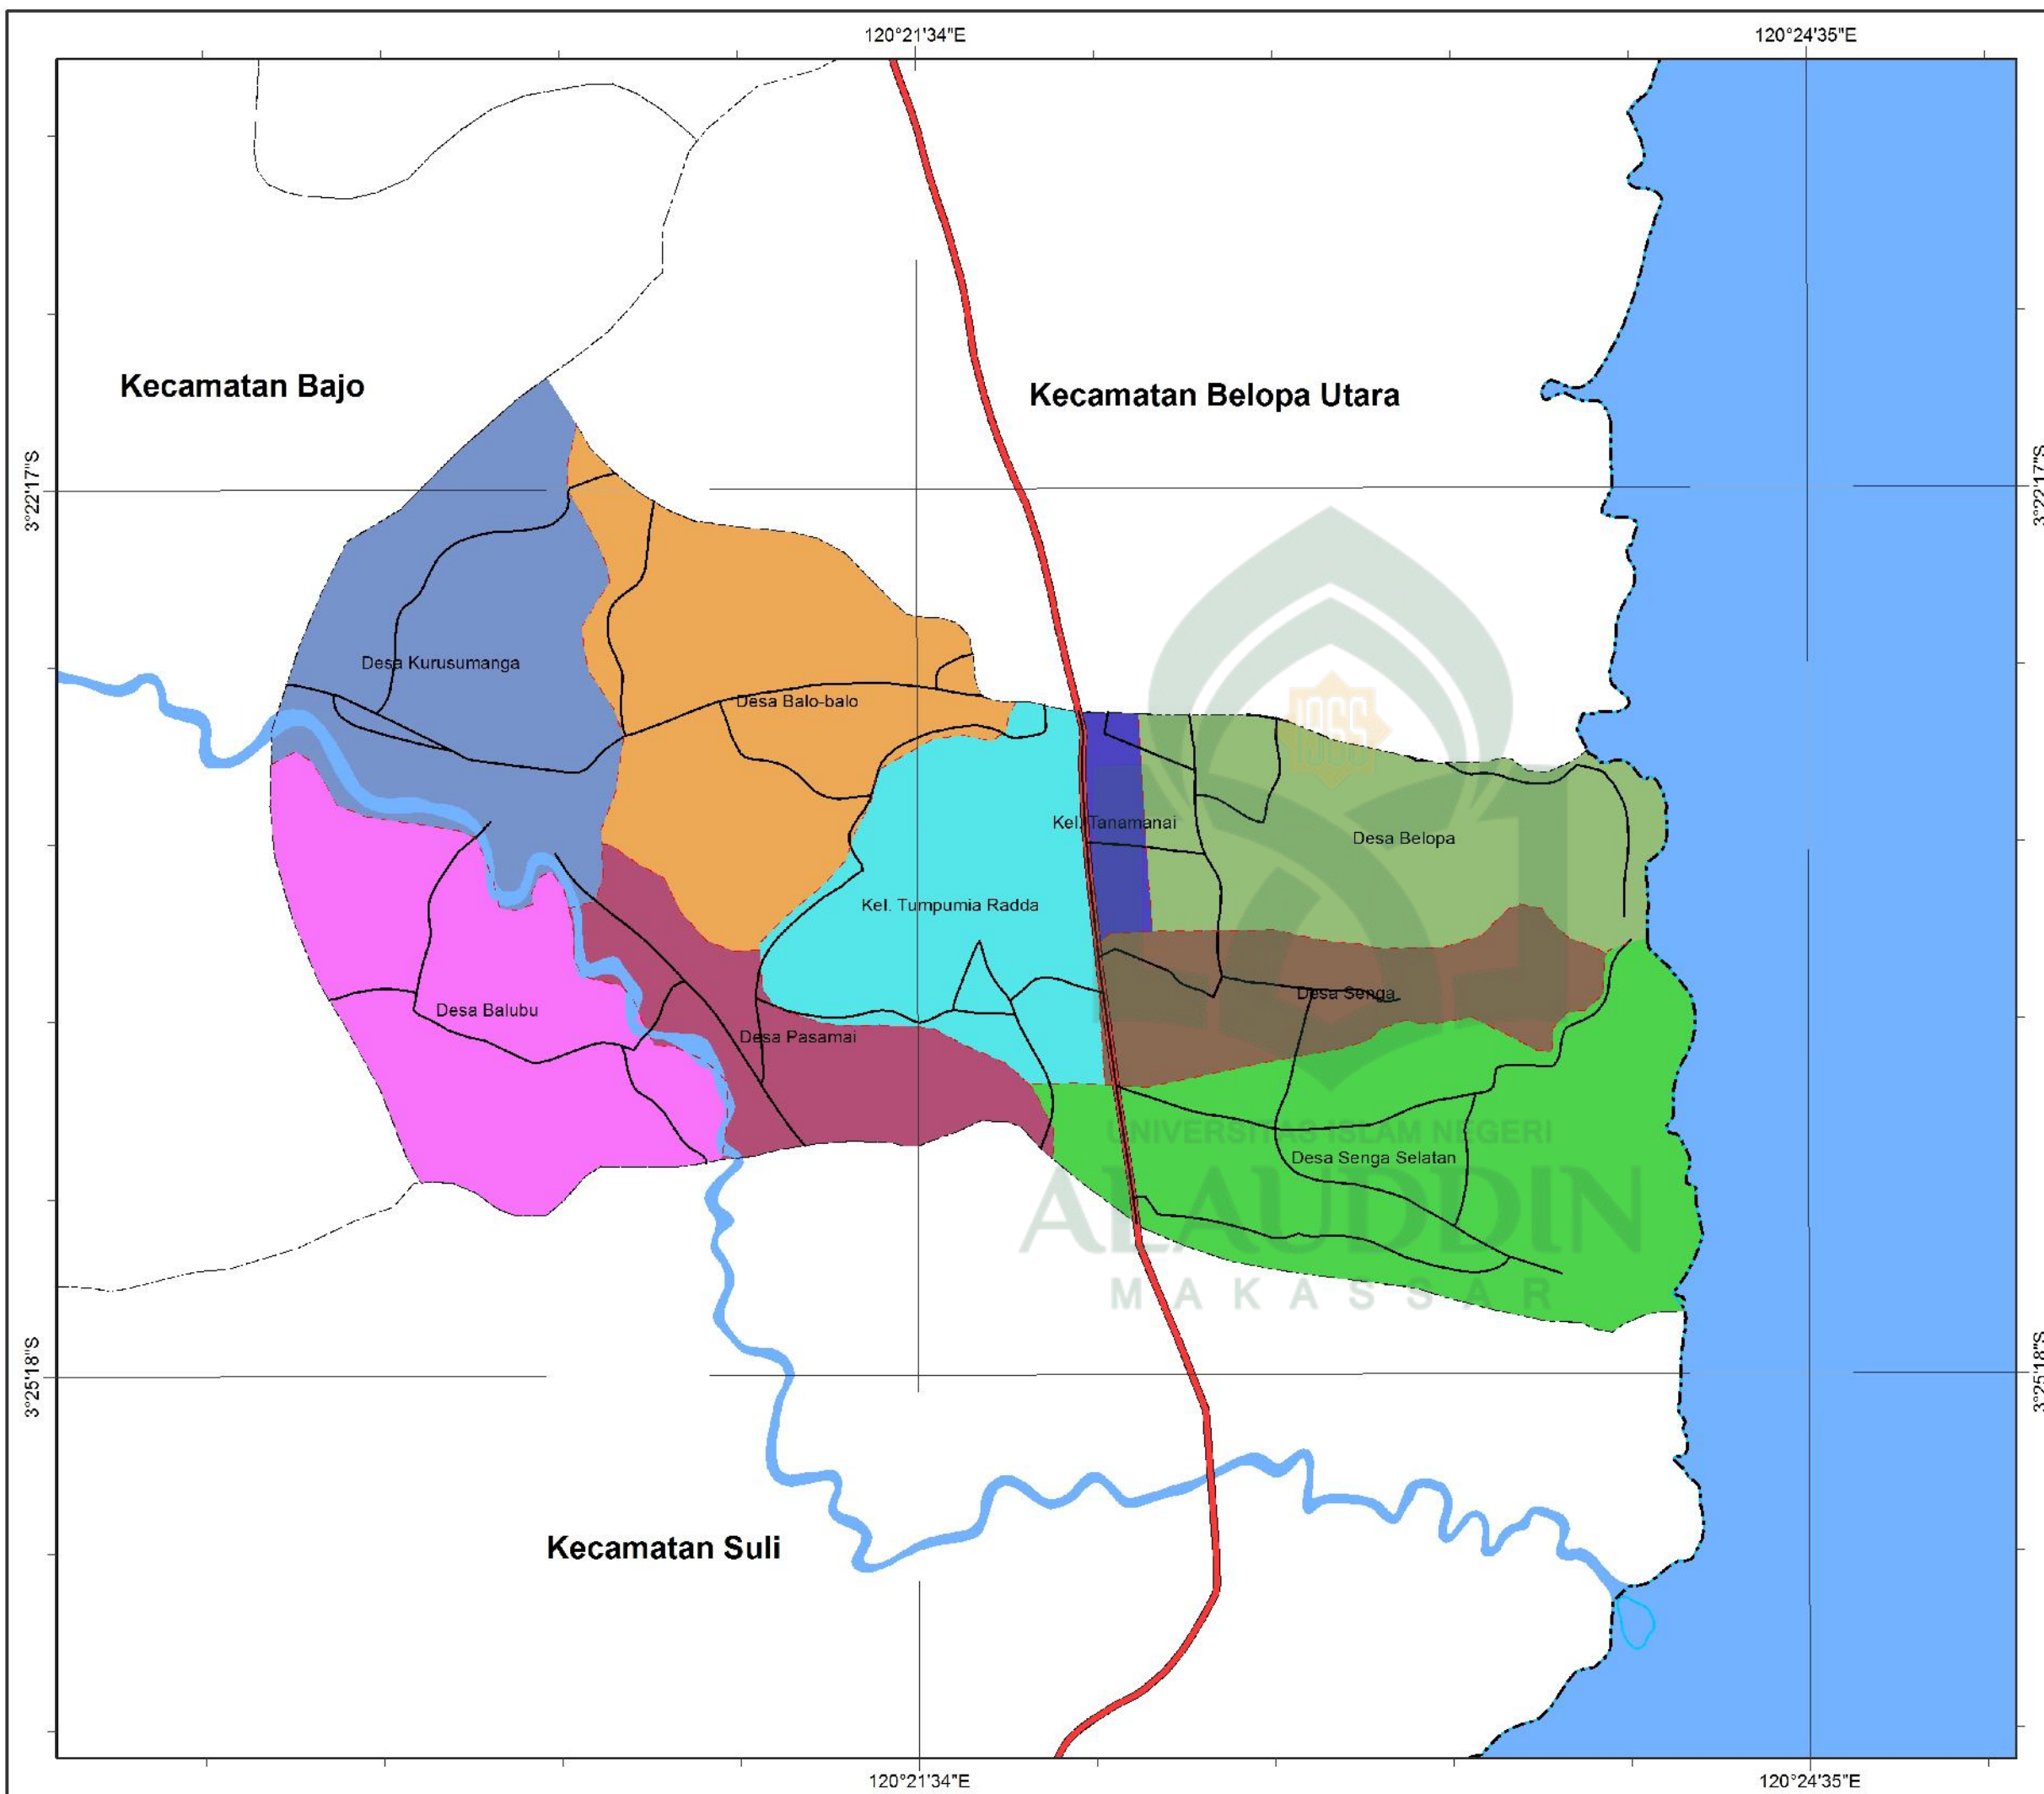 120°21'34"E
120°24'35"E
Kecamatan Bajo
Kecamatan Belopa Utara
3°22'17"S
3°22'17"S
Desa Kurusumanga
Desa Balo-balo
Kel. Tanamanai
Desa Belopa
Kel. Tumpumia Radda
Desa Senga
Desa Balubu
Desa Pasamai
UNIVERSITAS ISLAM NEGERI
Desa Senga Selatan
ALAUDDIN
MAKASSAR
3°25'18"S
3°25'18"S
Kecamatan Suli
120°21'34"E
120°24'35"E